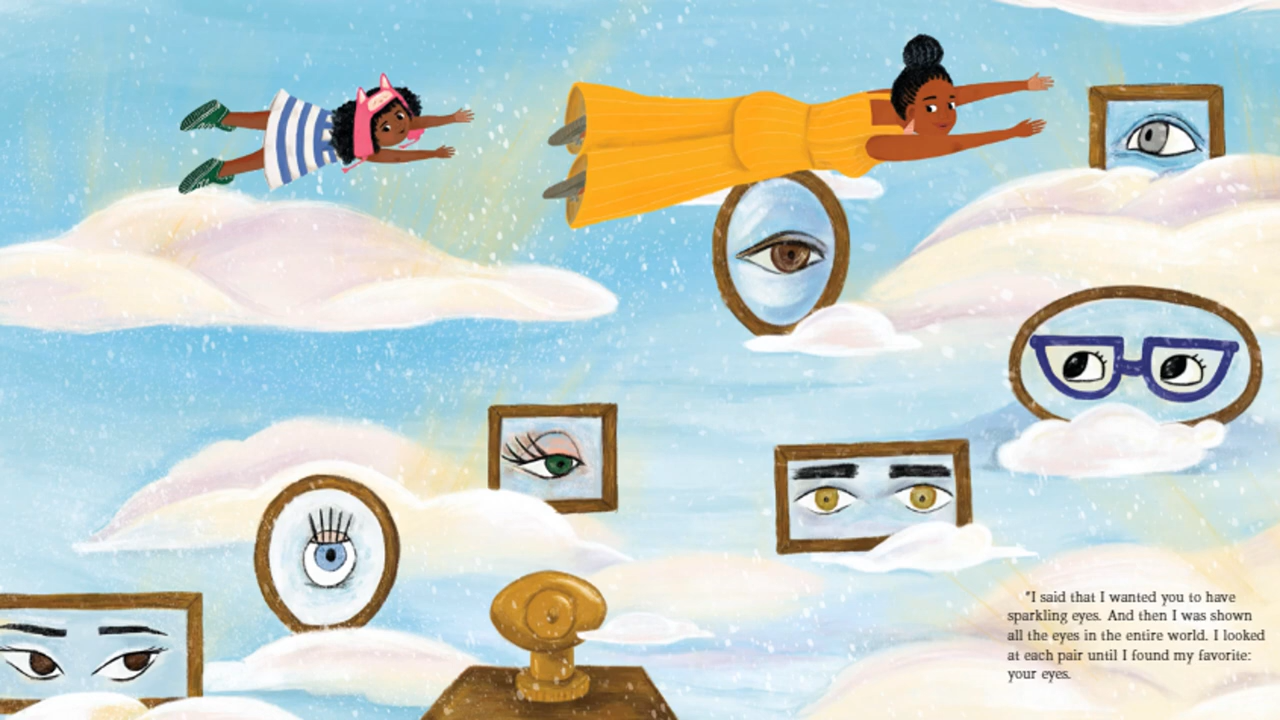 "I said that I wanted you to have
sparkling eyes. And then I was shown
all the eyes in the entire world. I looked
at each pair until I found my favorite:
your eyes.